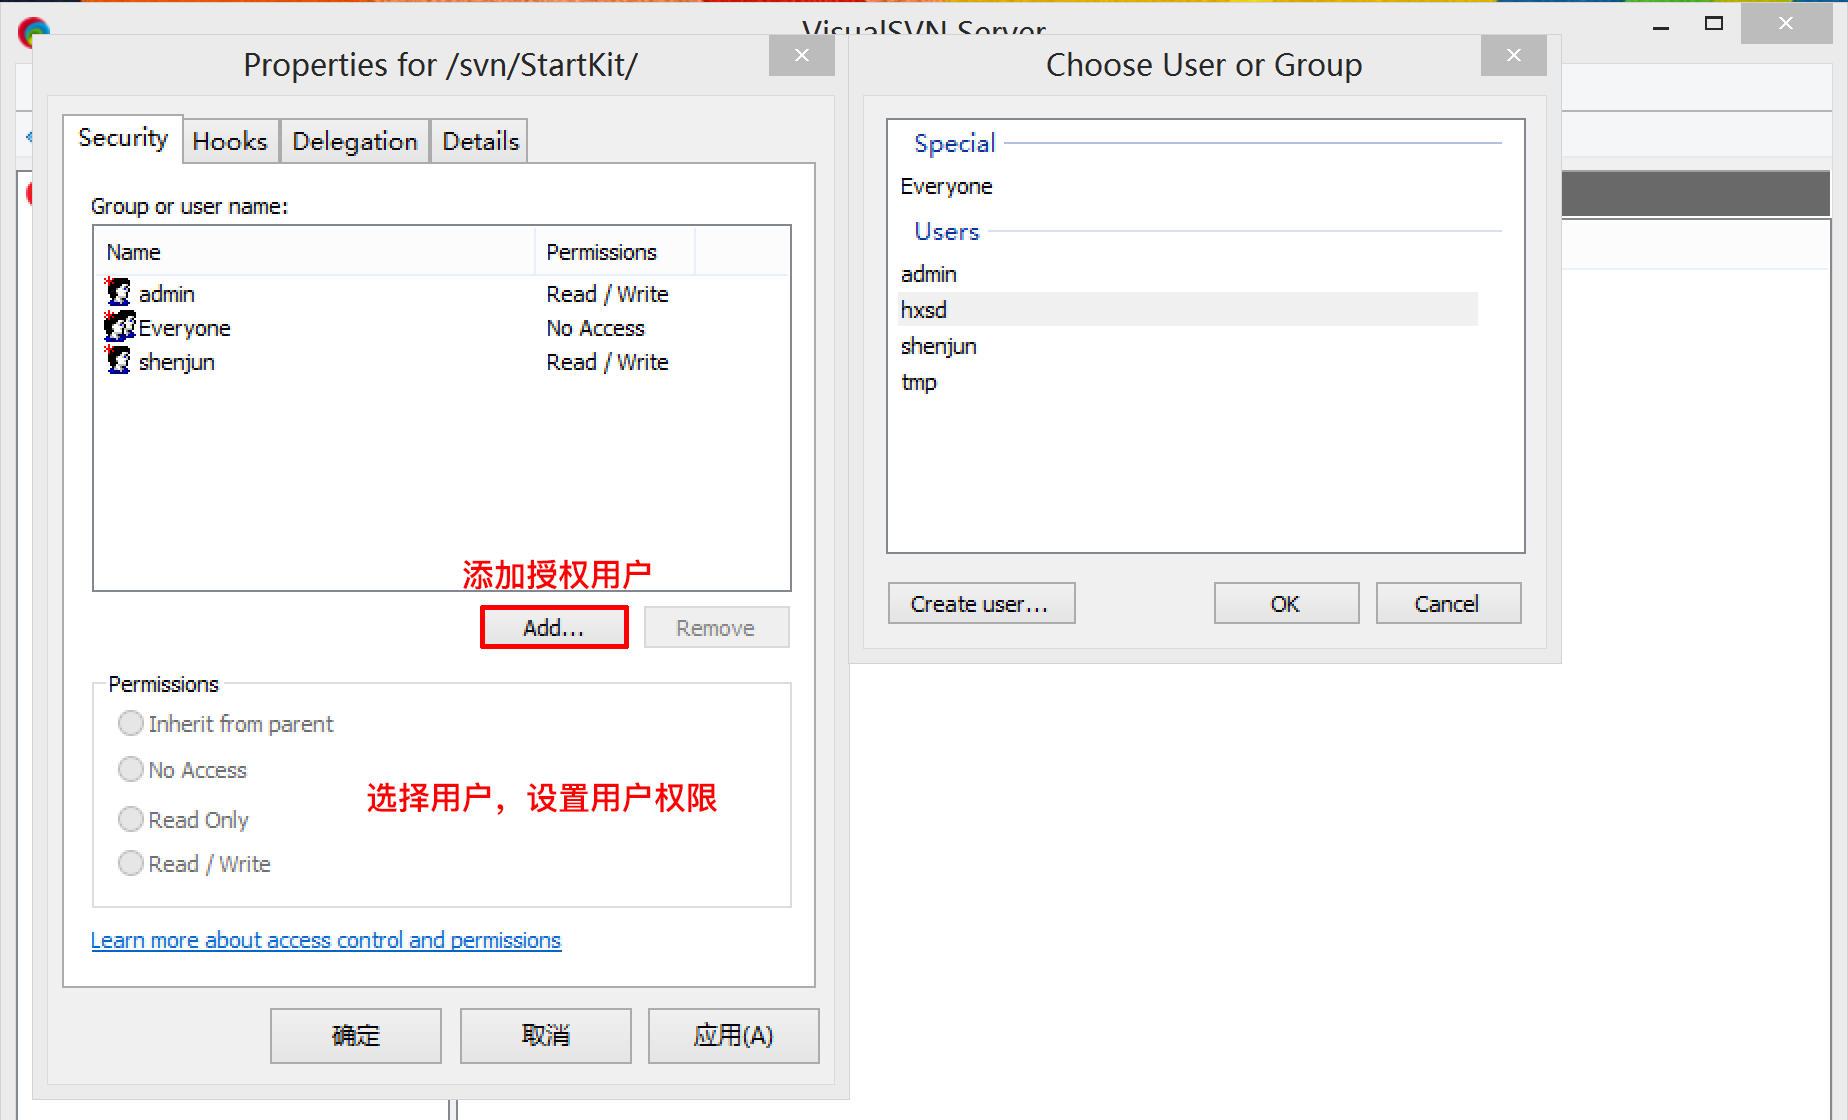 VisualSVN Server
Properties for /svn/StartKit/
Security
Hooks
Delegation
Details
Group or user name:
Name
Permissions
admin
Read / Write
Everyone
No Access
shenjun
Read / Write
添加授权用户
Add...
Remove
Permissions
Inherit from parent
No Access
Read Only
Read / Write
选择用户，设置用户权限
Learn more about access control and permissions
确定
取消
应用(A)
Choose User or Group
Special
Everyone
Users
admin
hxsd
shenjun
tmp
Create user...
OK
Cancel